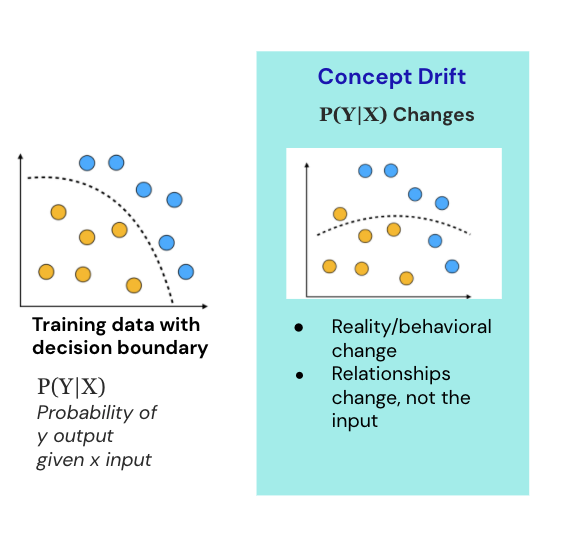 Concept Drift
P(Y|X) Changes
Training data with
decision boundary
P(Y|X)
Probability of
y output
given x input
● Reality/behavioral
change
● Relationships
change, not the
input